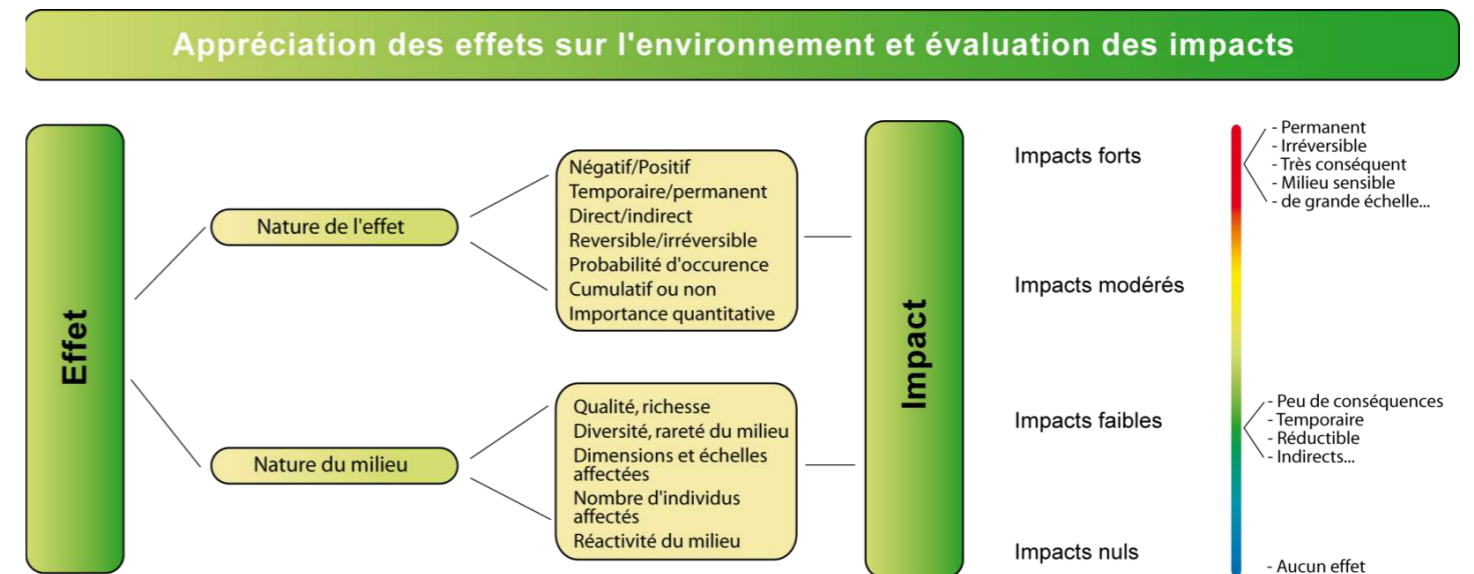 Appréciation des effets sur l'environnement et évaluation des impacts
Effet
Nature de l'effet
Négatif/Positif
Temporaire/permanent
Direct/indirect
Reversible/irréversible
Probabilité d'occurence
Cumulatif ou non
Importance quantitative
Nature du milieu
Qualité, richesse
Diversité, rareté du milieu
Dimensions et échelles
affectées
Nombre d'individus
affectés
Réactivité du milieu
Impact
Impacts forts
- Permanent
- Irréversible
- Très conséquent
- Milieu sensible
- de grande échelle...
Impacts modérés
Impacts faibles
- Peu de conséquences
- Temporaire
- Réductible
- Indirects...
Impacts nuls
- Aucun effet